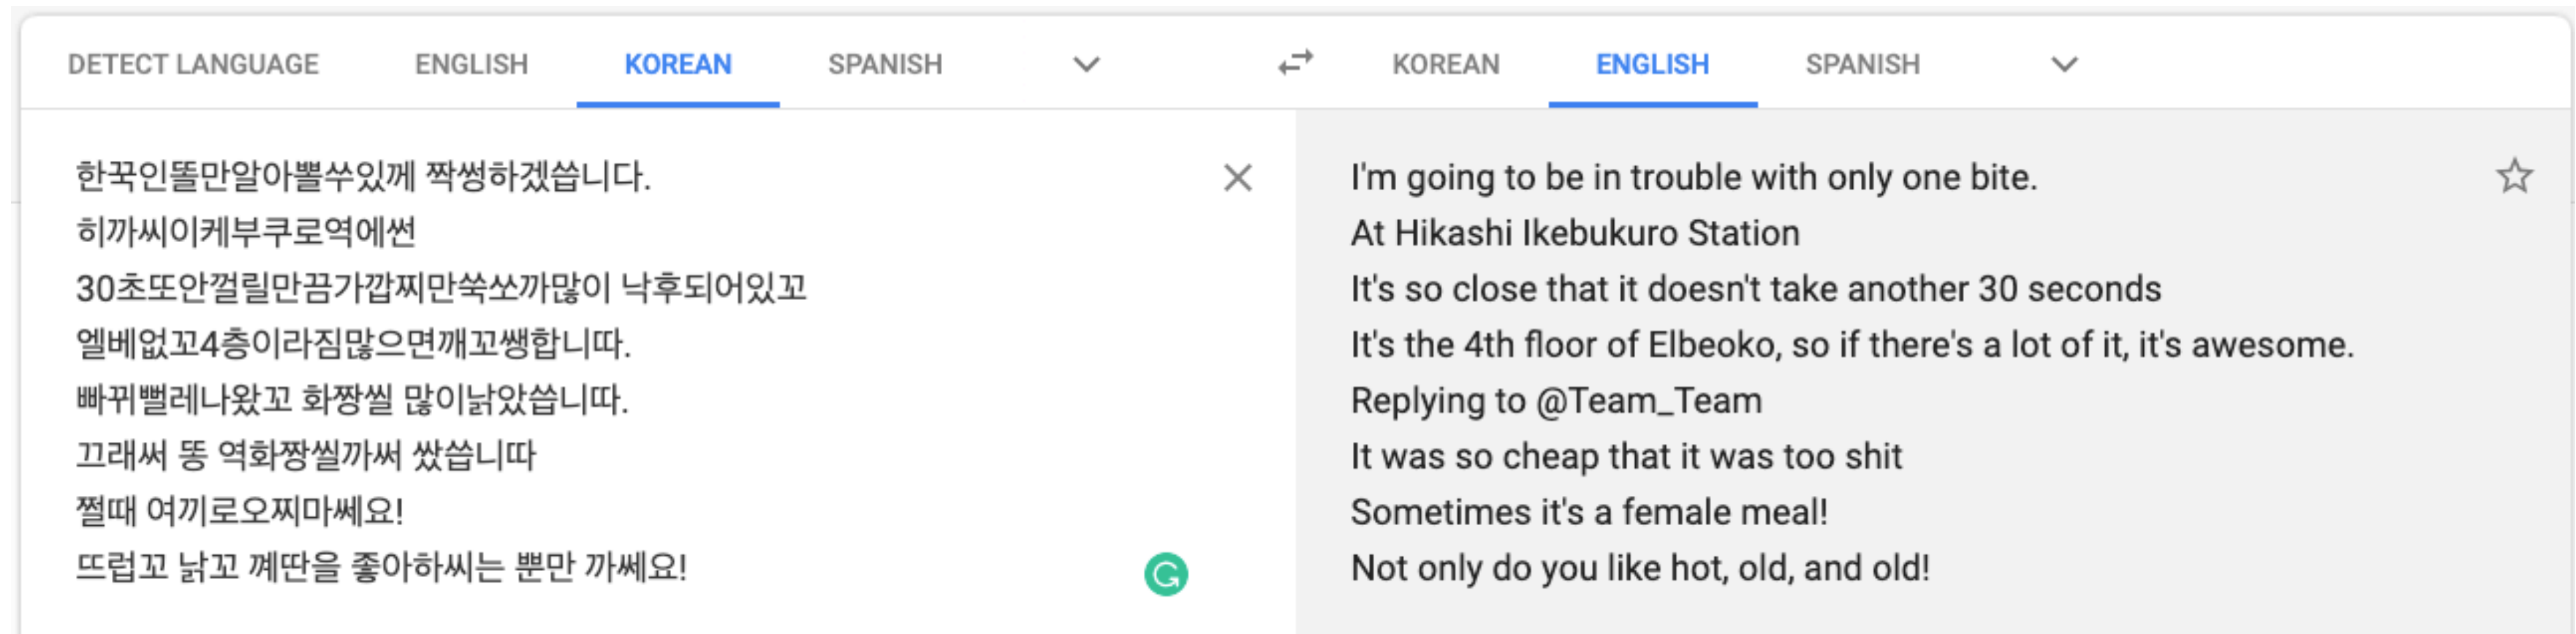 DETECT LANGUAGE ENGLISH KOREAN SPANISH KOREAN ENGLISH SPANISH
한꾹인똘만알아뽈쑤있께 짝썽하겠씁니다.
히까씨이케부쿠로역에썬
30초또안껄릴만끔가깝찌만쑥쏘까많이 낙후되어있꼬
엘베없꼬4층이라짐많으면깨꼬쌩합니따.
빠뀌뻘레나왔꼬 화짱씰 많이낡았씁니따.
끄래써 똥 역화짱씰까써 쌌씁니따
쩔때 여끼로오찌마쎄요!
뜨럽꼬 낡꼬 꼐딴을 좋아하씨는 뿐만 까쎄요!
I'm going to be in trouble with only one bite.
At Hikashi Ikebukuro Station
It's so close that it doesn't take another 30 seconds
It's the 4th floor of Elbeoko, so if there's a lot of it, it's awesome.
Replying to @Team_Team
It was so cheap that it was too shit
Sometimes it's a female meal!
Not only do you like hot, old, and old!